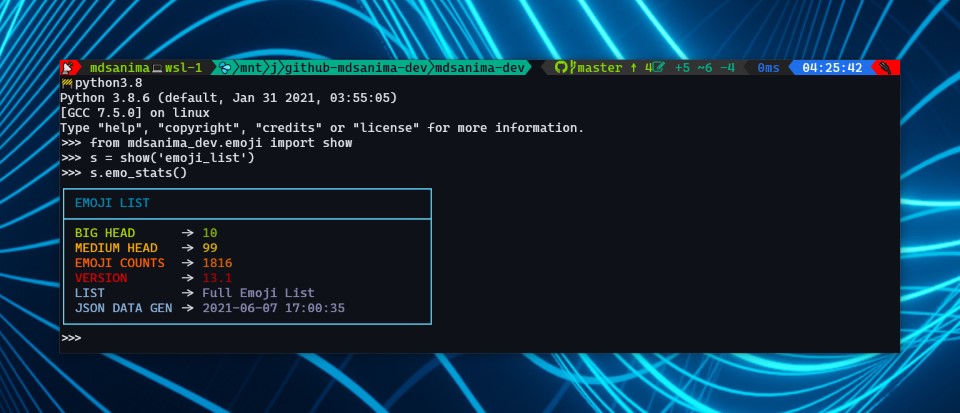 mdsanima wsl-1 mnt j github-mdsanima-dev mdsanima-dev master ↑ 4 +5 ~6 -4 0ms 04:25:42
python3.8
Python 3.8.6 (default, Jan 31 2021, 03:55:05)
[GCC 7.5.0] on linux
Type "help", "copyright", "credits" or "license" for more information.
>>> from mdsanima_dev.emoji import show
>>> s = show('emoji_list')
>>> s.emo_stats()
EMOJI LIST
BIG HEAD → 10
MEDIUM HEAD → 99
EMOJI COUNTS → 1816
VERSION → 13.1
LIST → Full Emoji List
JSON DATA GEN → 2021-06-07 17:00:35
>>>